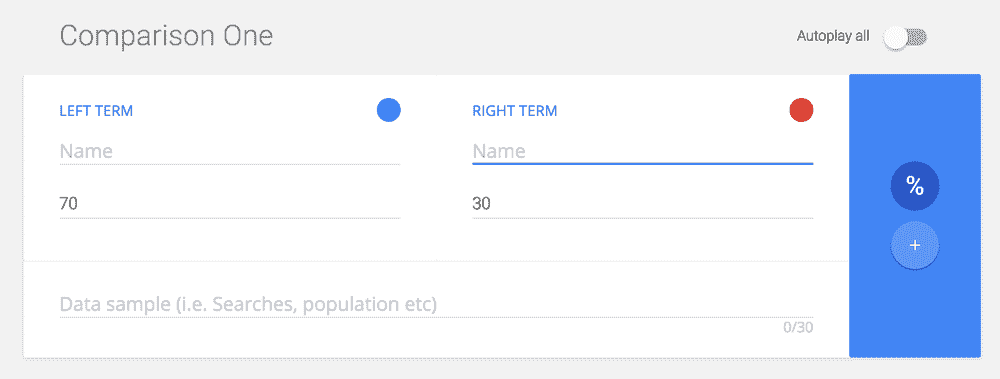 Comparison One
Autoplay all
LEFT TERM
RIGHT TERM
Name
Name
70
30
%
+
Data sample (i.e. Searches, population etc)
0/30